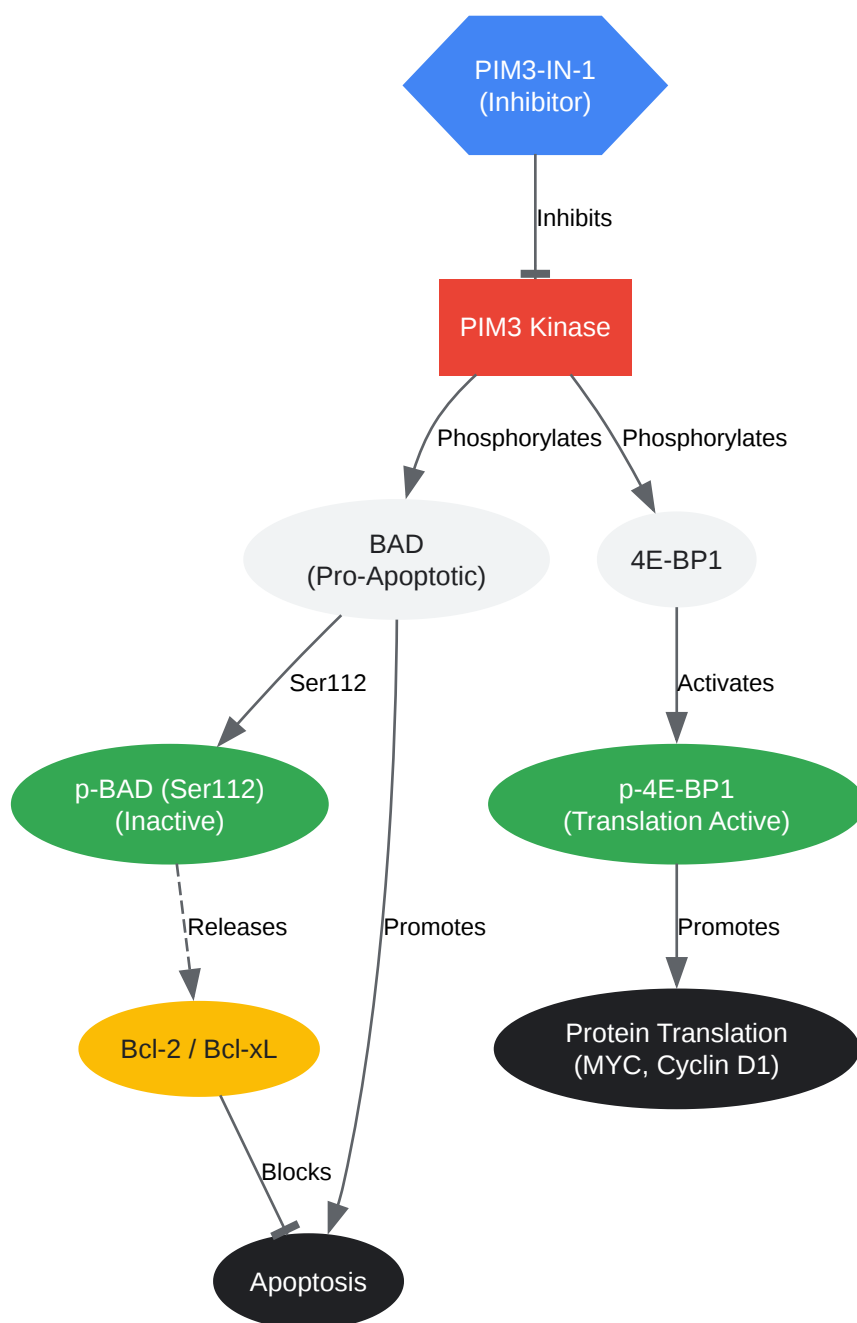 PIM3-IN-1
(Inhibitor)
Inhibits
PIM3 Kinase
Phosphorylates
Phosphorylates
BAD
(Pro-Apoptotic)
4E-BP1
Ser112
Activates
p-BAD (Ser112)
(Inactive)
p-4E-BP1
(Translation Active)
Releases
Promotes
Promotes
Bcl-2 / Bcl-xL
Protein Translation
(MYC, Cyclin D1)
Blocks
Apoptosis